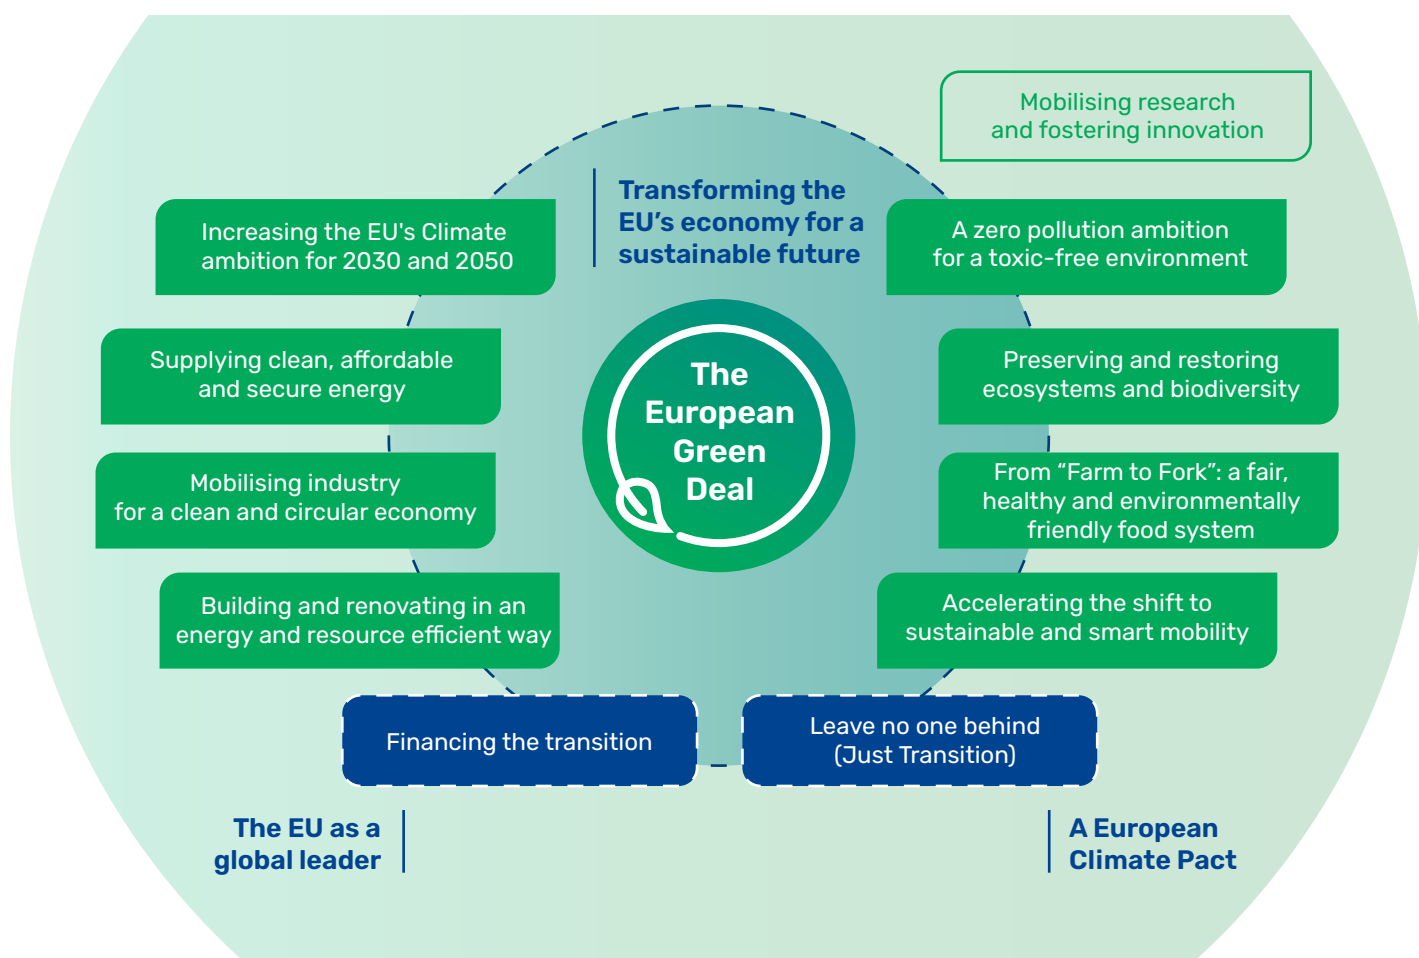 Mobilising research
and fostering innovation
Transforming the
EU’s economy for a
sustainable future
Increasing the EU's Climate
ambition for 2030 and 2050
A zero pollution ambition
for a toxic-free environment
Supplying clean, affordable
and secure energy
Preserving and restoring
ecosystems and biodiversity
The
European
Green
Deal
Mobilising industry
for a clean and circular economy
From “Farm to Fork”: a fair,
healthy and environmentally
friendly food system
Building and renovating in an
energy and resource efficient way
Accelerating the shift to
sustainable and smart mobility
Financing the transition
Leave no one behind
(Just Transition)
The EU as a
global leader
A European
Climate Pact